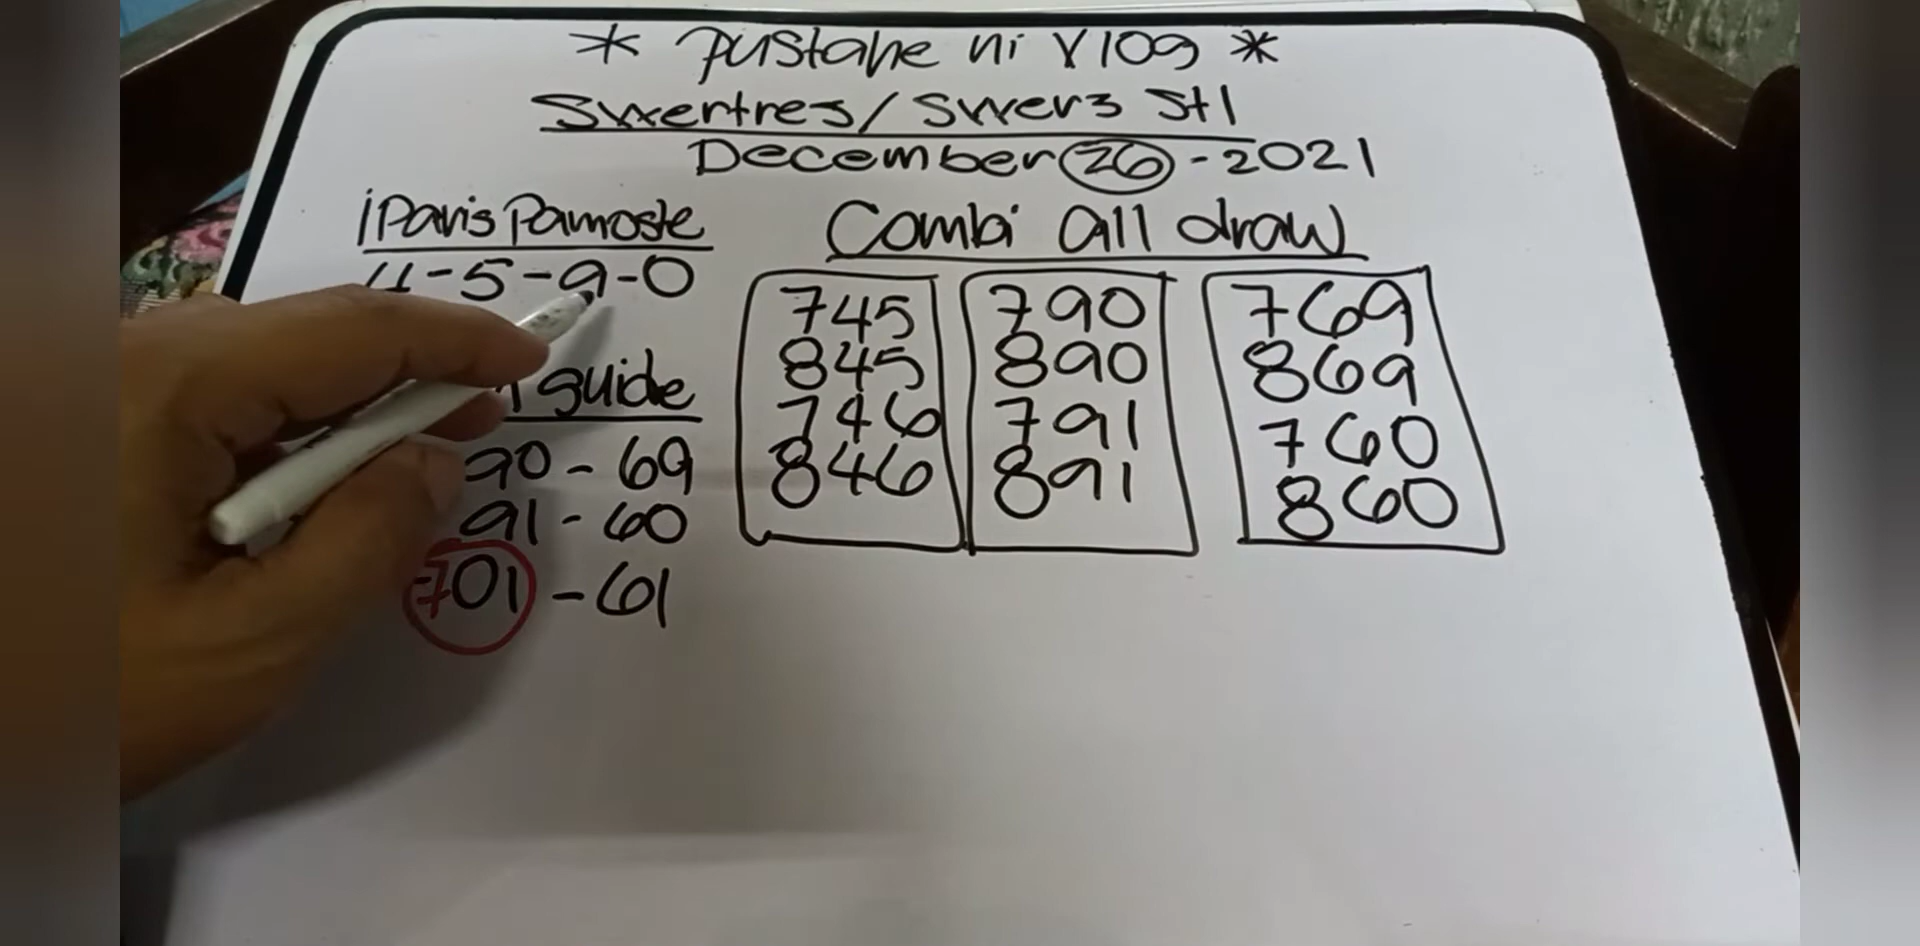 * pustahe ni Vlog *
Swertres/ Swer3 Stl
December 26 - 2021
iParis Pamoste
4-5-9-0
guide
90 - 69
91 - 60
701 - 61
Combi all draw
745
845
746
846
790
890
791
891
769
869
760
860